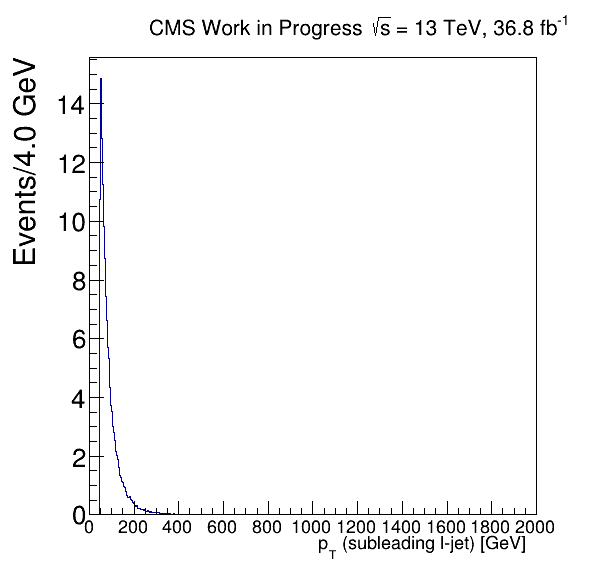 CMS Work in Progress √s = 13 TeV, 36.8 fb⁻¹
Events/4.0 GeV
14
12
10
8
6
4
2
0
0 200 400 600 800 1000 1200 1400 1600 1800 2000
p_T (subleading l-jet) [GeV]